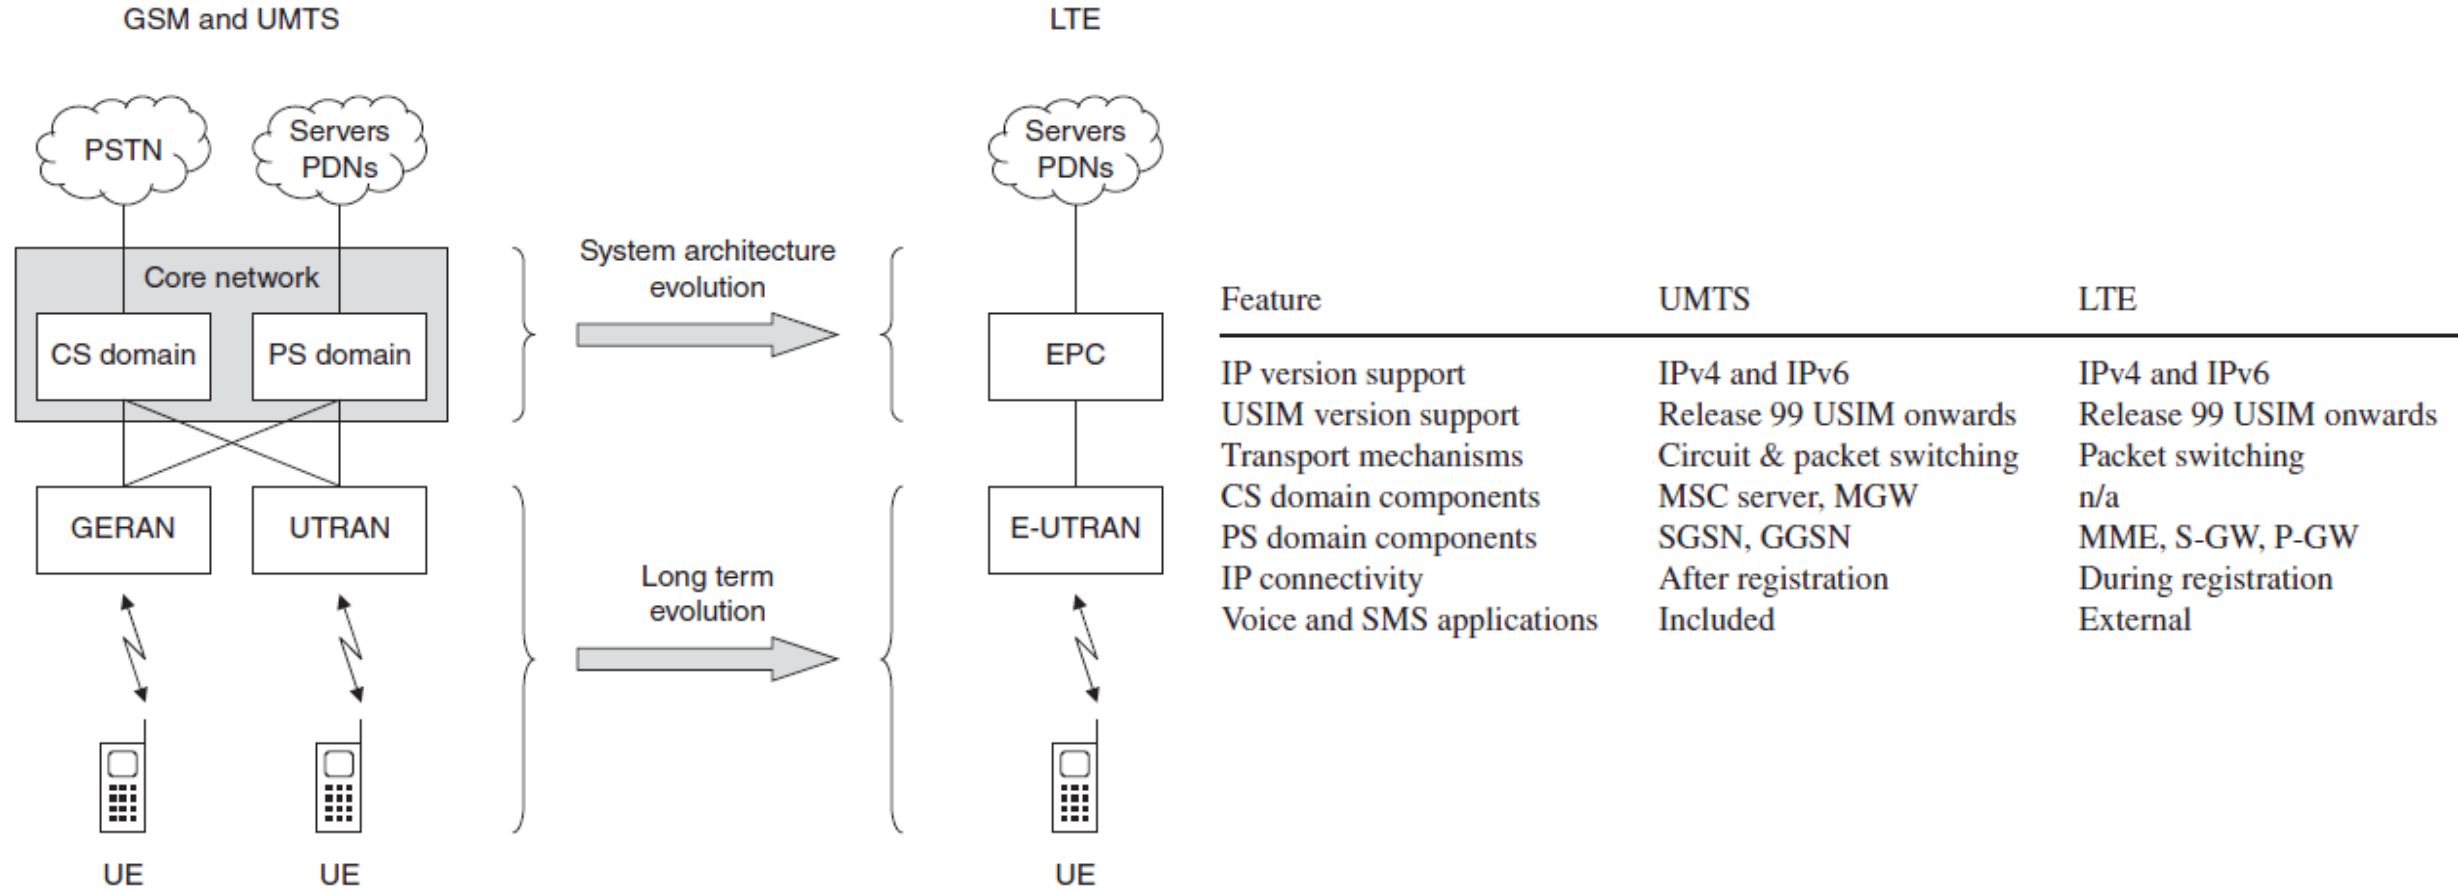 GSM and UMTS
LTE
PSTN
Servers
PDNs
Servers
PDNs
Core network
CS domain
PS domain
System architecture
evolution
EPC
GERAN
UTRAN
E-UTRAN
Long term
evolution
UE
UE
UE
Feature UMTS LTE
IP version support IPv4 and IPv6 IPv4 and IPv6
USIM version support Release 99 USIM onwards Release 99 USIM onwards
Transport mechanisms Circuit & packet switching Packet switching
CS domain components MSC server, MGW n/a
PS domain components SGSN, GGSN MME, S-GW, P-GW
IP connectivity After registration During registration
Voice and SMS applications Included External